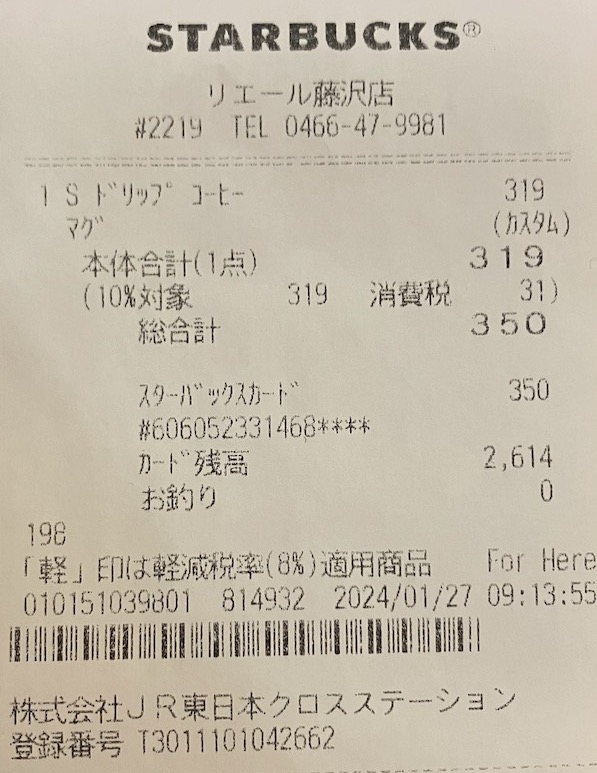 STARBUCKS®
リエール藤沢店
#2219 TEL 0466-47-9981
1 S ﾄﾞﾘｯﾌﾟ ｺｰﾋｰ 319
ﾏｸﾞ (ｶｽﾀﾑ)
本体合計(1点) 319
(10%対象 319 消費税 31)
総合計 350
ｽﾀｰﾊﾞｯｸｽｶｰﾄﾞ 350
#606052331468****
ｶｰﾄﾞ残高 2,614
お釣り 0
198
「軽」印は軽減税率(8%)適用商品 For Here
010151039801 814932 2024/01/27 09:13:55
株式会社JR東日本クロスステーション
登録番号 T3011101042662